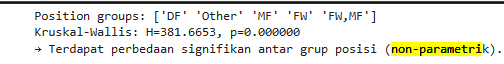 Position groups: ['DF' 'Other' 'MF' 'FW' 'FW,MF']
Kruskal-Wallis: H=381.6653, p=0.000000
→ Terdapat perbedaan signifikan antar grup posisi (non-parametrik).